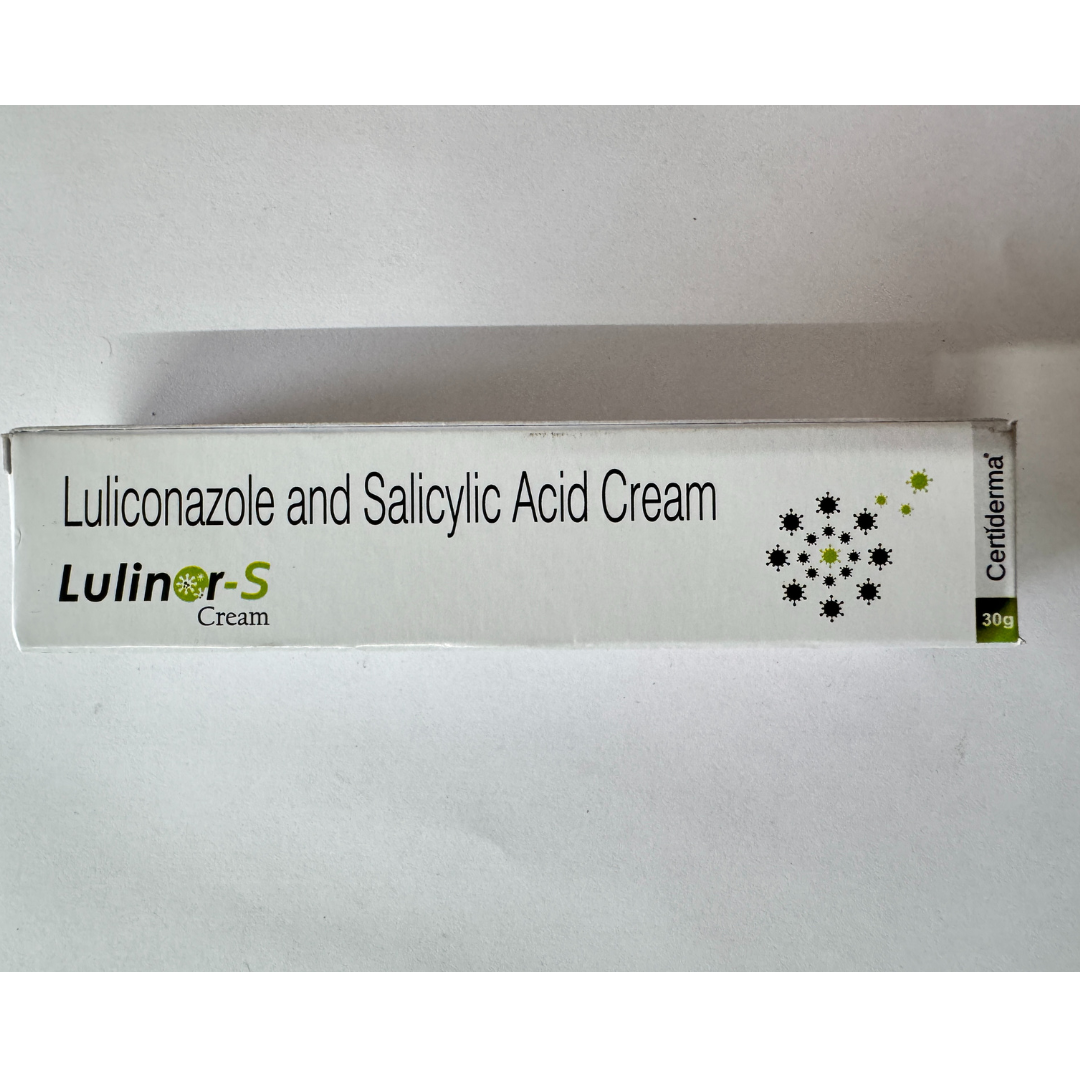 Luliconazole and Salicylic Acid Cream
Lulinor-S
Cream
Certiderma®
30g